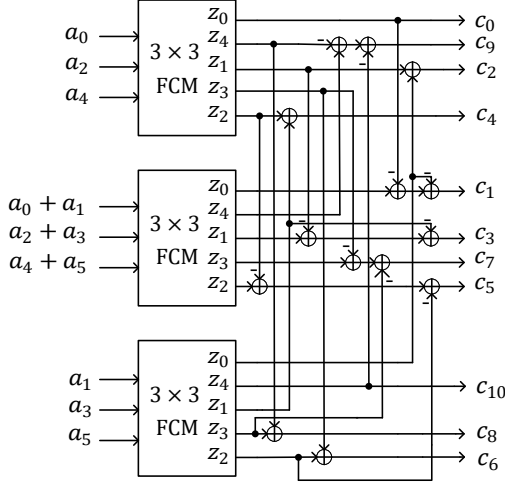 a₀
a₂
a₄
3 × 3
FCM
z₀
z₄
z₁
z₃
z₂
c₀
c₉
c₂
c₄
a₀ + a₁
a₂ + a₃
a₄ + a₅
3 × 3
FCM
z₀
z₄
z₁
z₃
z₂
c₁
c₃
c₇
c₅
a₁
a₃
a₅
3 × 3
FCM
z₀
z₄
z₁
z₃
z₂
c₁₀
c₈
c₆